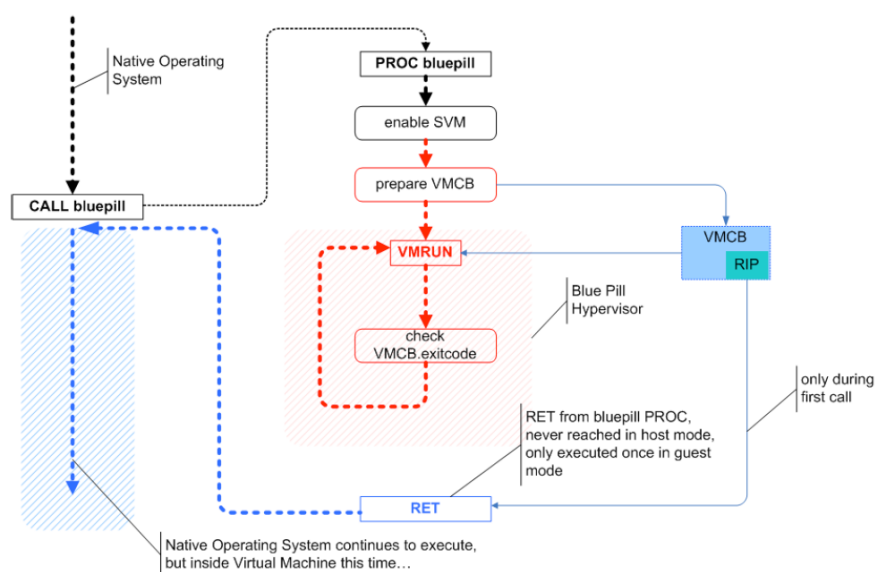 Native Operating
System
PROC bluepill
enable SVM
prepare VMCB
CALL bluepill
VMRUN
VMCB
RIP
Blue Pill
Hypervisor
check
VMCB.exitcode
only during
first call
RET from bluepill PROC,
never reached in host mode,
only executed once in guest
mode
RET
Native Operating System continues to execute,
but inside Virtual Machine this time…